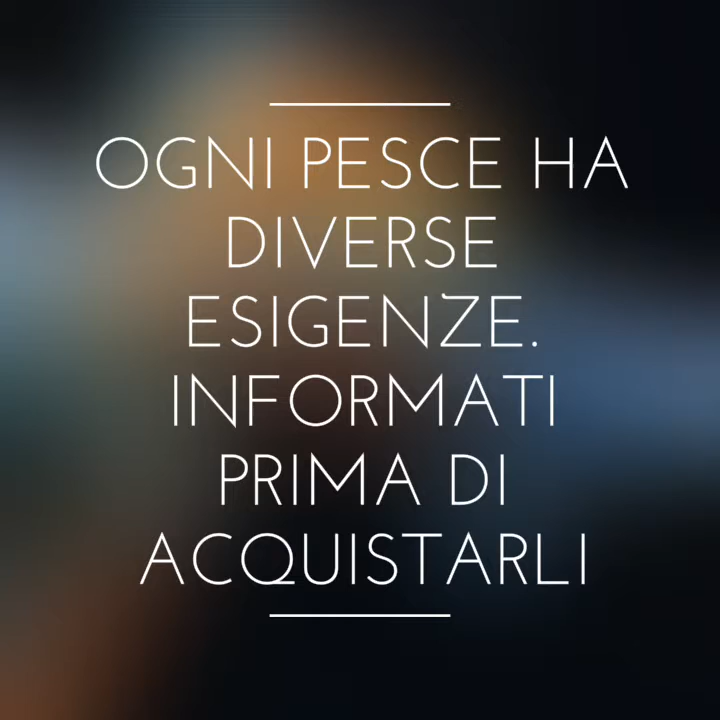 OGNI PESCE HA
DIVERSE
ESIGENZE.
INFORMATI
PRIMA DI
ACQUISTARLI